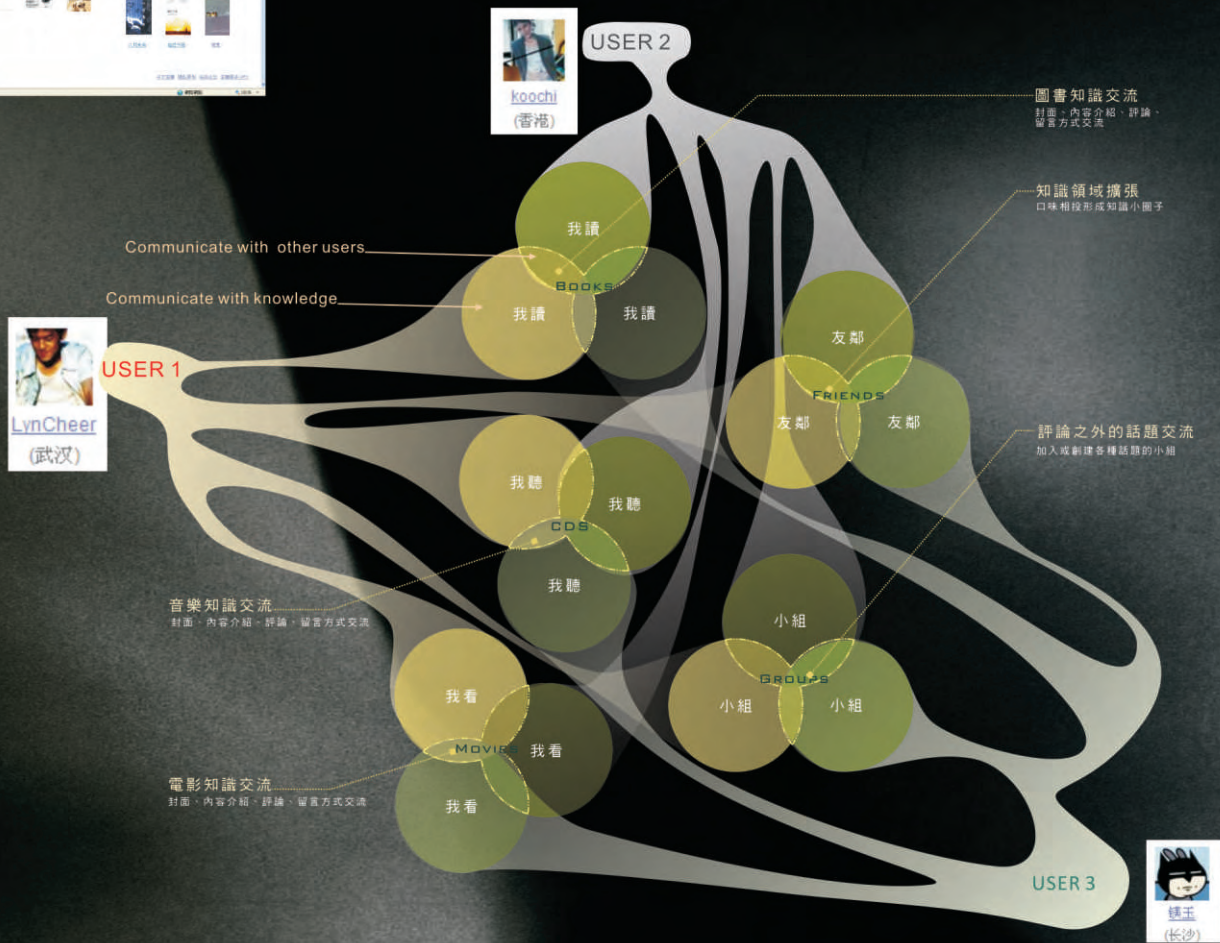 USER 2
koochi
(香港)
圖書知識交流
封面、內容介紹、評論、
留言方式交流
知識領域擴張
口味相投形成知識小圈子
我讀
Communicate with other users
BOOKS
Communicate with knowledge
我讀
我讀
友鄰
USER 1
FRIENDS
友鄰
友鄰
LynCheer
(武汉)
評論之外的話題交流
加入或創建各種話題的小組
我聽
我聽
CDS
我聽
音樂知識交流
封面、內容介紹、評論、留言方式交流
小組
GROUPS
小組
小組
我看
MOVIES
我看
我看
電影知識交流
封面、內容介紹、評論、留言方式交流
USER 3
(长沙)